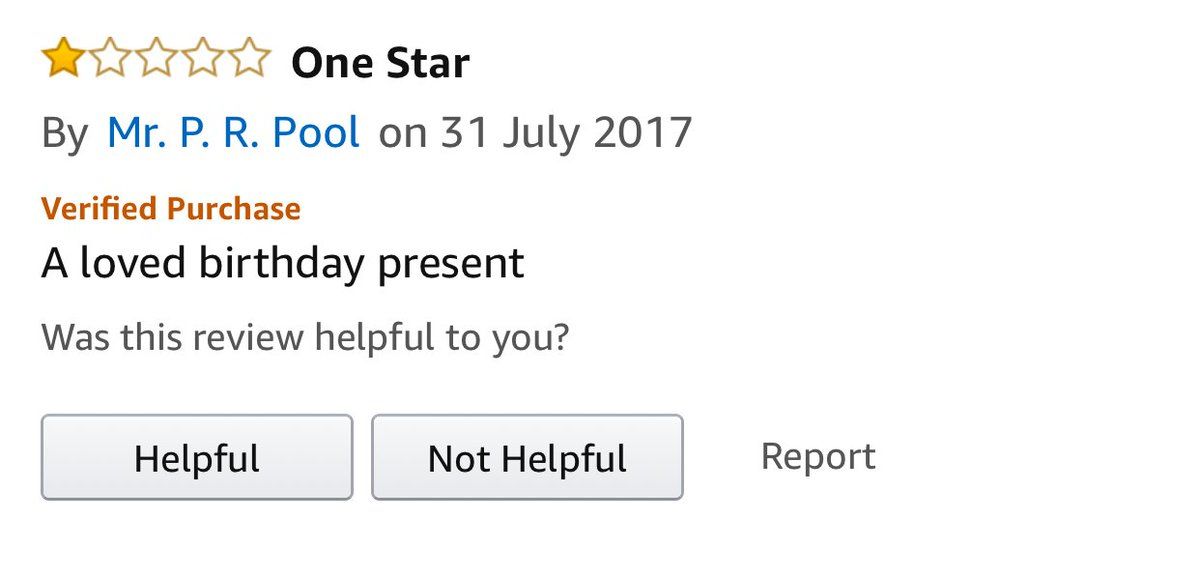 One Star
By Mr. P. R. Pool on 31 July 2017
Verified Purchase
A loved birthday present
Was this review helpful to you?
Helpful Not Helpful Report